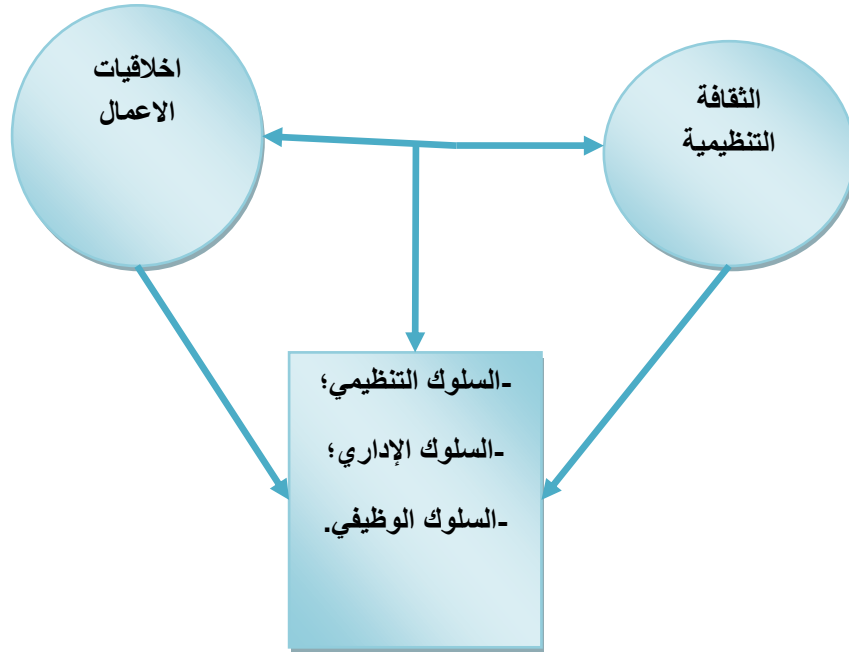 الثقافة
التنظيمية
اخلاقيات
الاعمال
-السلوك التنظيمي؛
-السلوك الإداري؛
-السلوك الوظيفي.